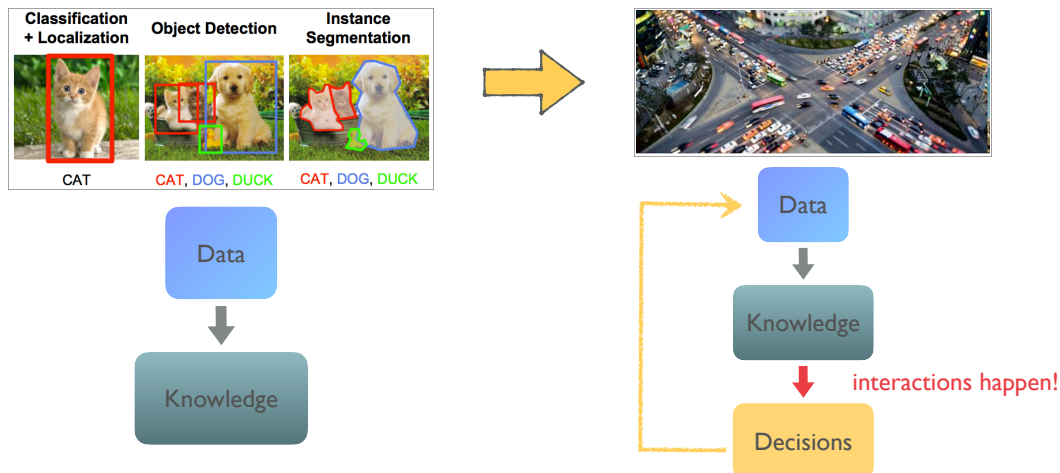 Classification
+ Localization
Object Detection
Instance
Segmentation
CAT
CAT, DOG, DUCK
CAT, DOG, DUCK
Data
Knowledge
Data
Knowledge
interactions happen!
Decisions